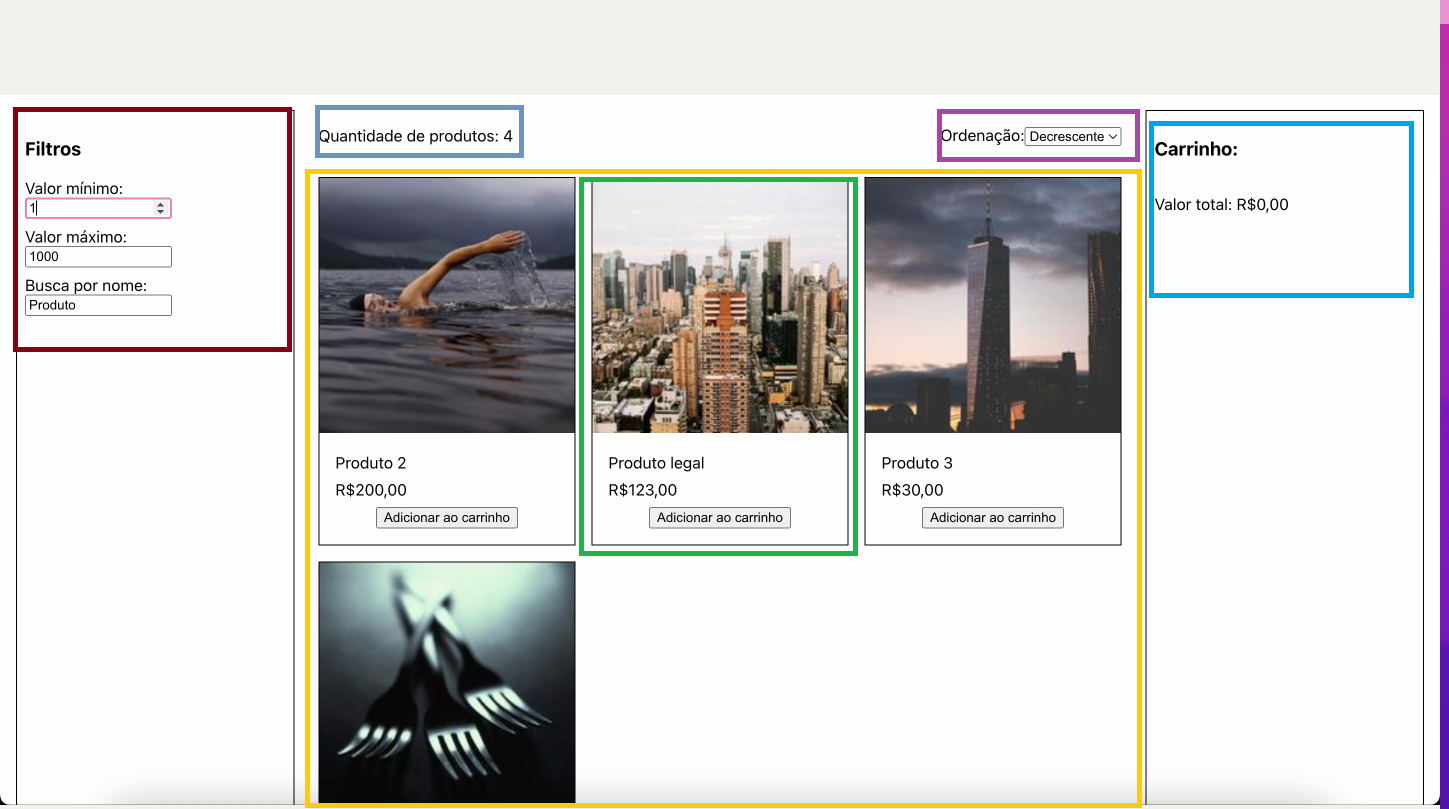 Filtros
Valor mínimo:
1
Valor máximo:
1000
Busca por nome:
Produto
Quantidade de produtos: 4
Ordenação: Decrescente
Produto 2
R$200,00
Adicionar ao carrinho
Produto legal
R$123,00
Adicionar ao carrinho
Produto 3
R$30,00
Adicionar ao carrinho
Carrinho:
Valor total: R$0,00